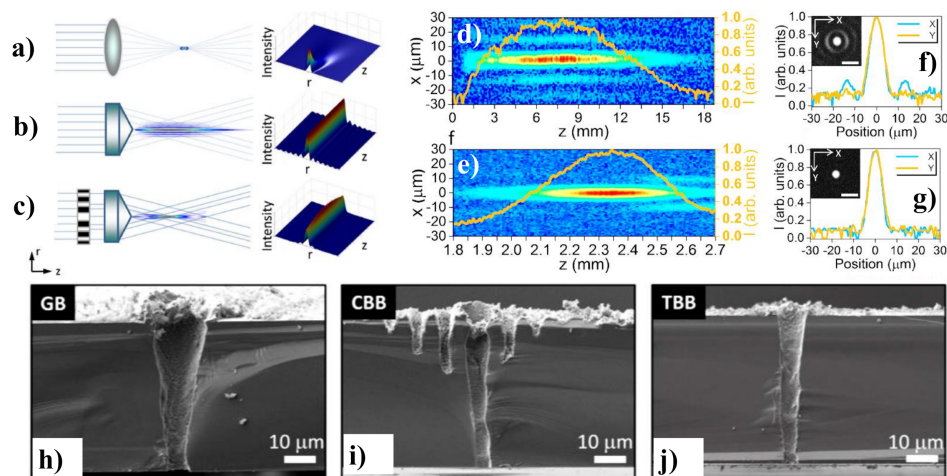 a)
Intensity
r
z
b)
Intensity
r
z
c)
Intensity
r
z
r
z
d)
30
20
10
0
-10
-20
-30
x (μm)
0 3 6 9 12 15 18
z (mm)
1.0
0.8
0.6
0.4
0.2
0.0
I (arb. units)
f
e)
30
20
10
0
-10
-20
-30
x (μm)
1.8 1.9 2.0 2.1 2.2 2.3 2.4 2.5 2.6 2.7
z (mm)
1.0
0.8
0.6
0.4
0.2
0.0
I (arb. units)
f)
X
Y
X
Y
1.0
0.8
0.6
0.4
0.2
0.0
I (arb. units)
-30 -20 -10 0 10 20 30
Position (μm)
g)
X
Y
X
Y
1.0
0.8
0.6
0.4
0.2
0.0
I (arb. units)
-30 -20 -10 0 10 20 30
Position (μm)
GB
h)
10 μm
CBB
i)
10 μm
TBB
j)
10 μm